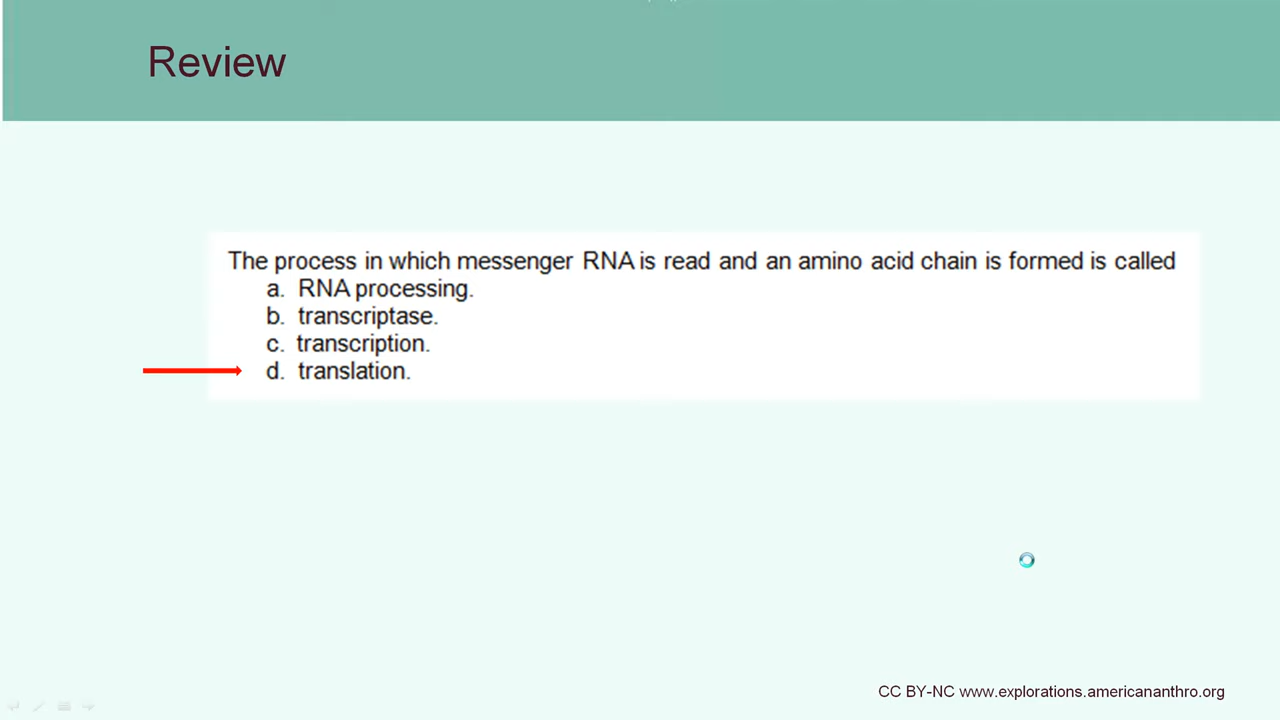 Review
The process in which messenger RNA is read and an amino acid chain is formed is called
a. RNA processing.
b. transcriptase.
c. transcription.
d. translation.
CC BY-NC www.explorations.americananthro.org